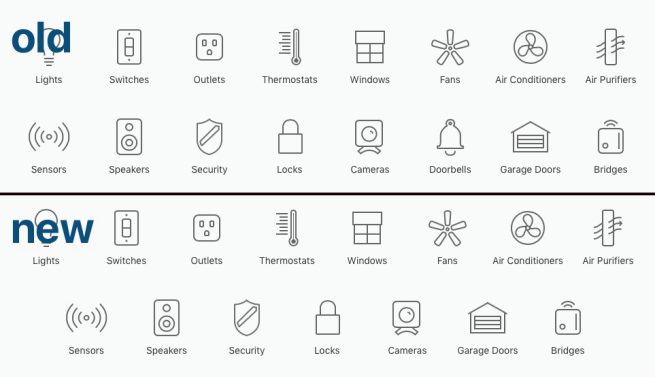 old
Lights Switches Outlets Thermostats Windows Fans Air Conditioners Air Purifiers
Sensors Speakers Security Locks Cameras Doorbells Garage Doors Bridges
new
Lights Switches Outlets Thermostats Windows Fans Air Conditioners Air Purifiers
Sensors Speakers Security Locks Cameras Garage Doors Bridges